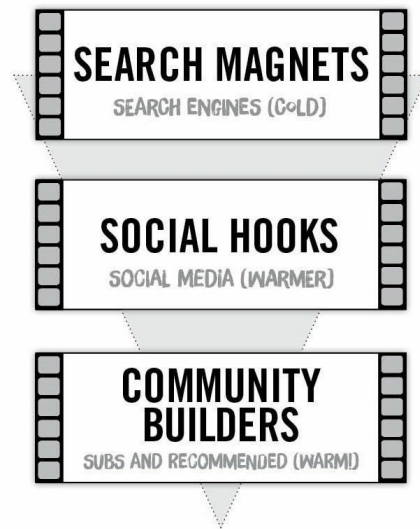 SEARCH MAGNETS
SEARCH ENGINES (COLD)
SOCIAL HOOKS
SOCIAL MEDIA (WARMER)
COMMUNITY
BUILDERS
SUBS AND RECOMMENDED (WARM!)